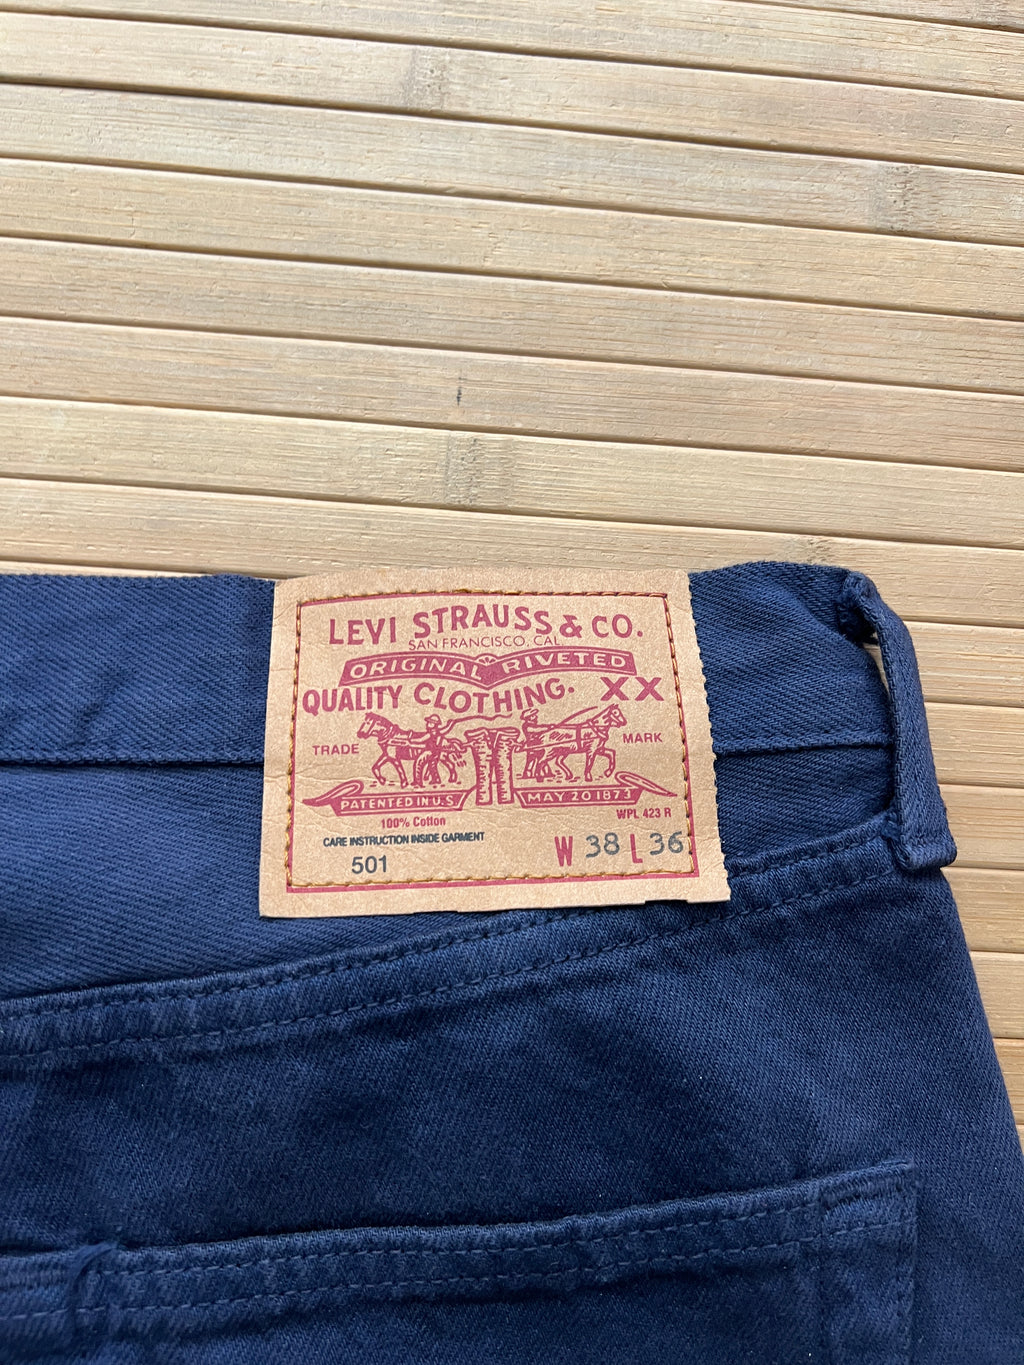 LEVI STRAUSS & CO.
SAN FRANCISCO. CAL
ORIGINAL RIVETED
QUALITY CLOTHING. XX
TRADE MARK
PATENTED IN U.S MAY 20 1873
100% Cotton WPL 423 R
CARE INSTRUCTION INSIDE GARMENT
501 W 38 L 36